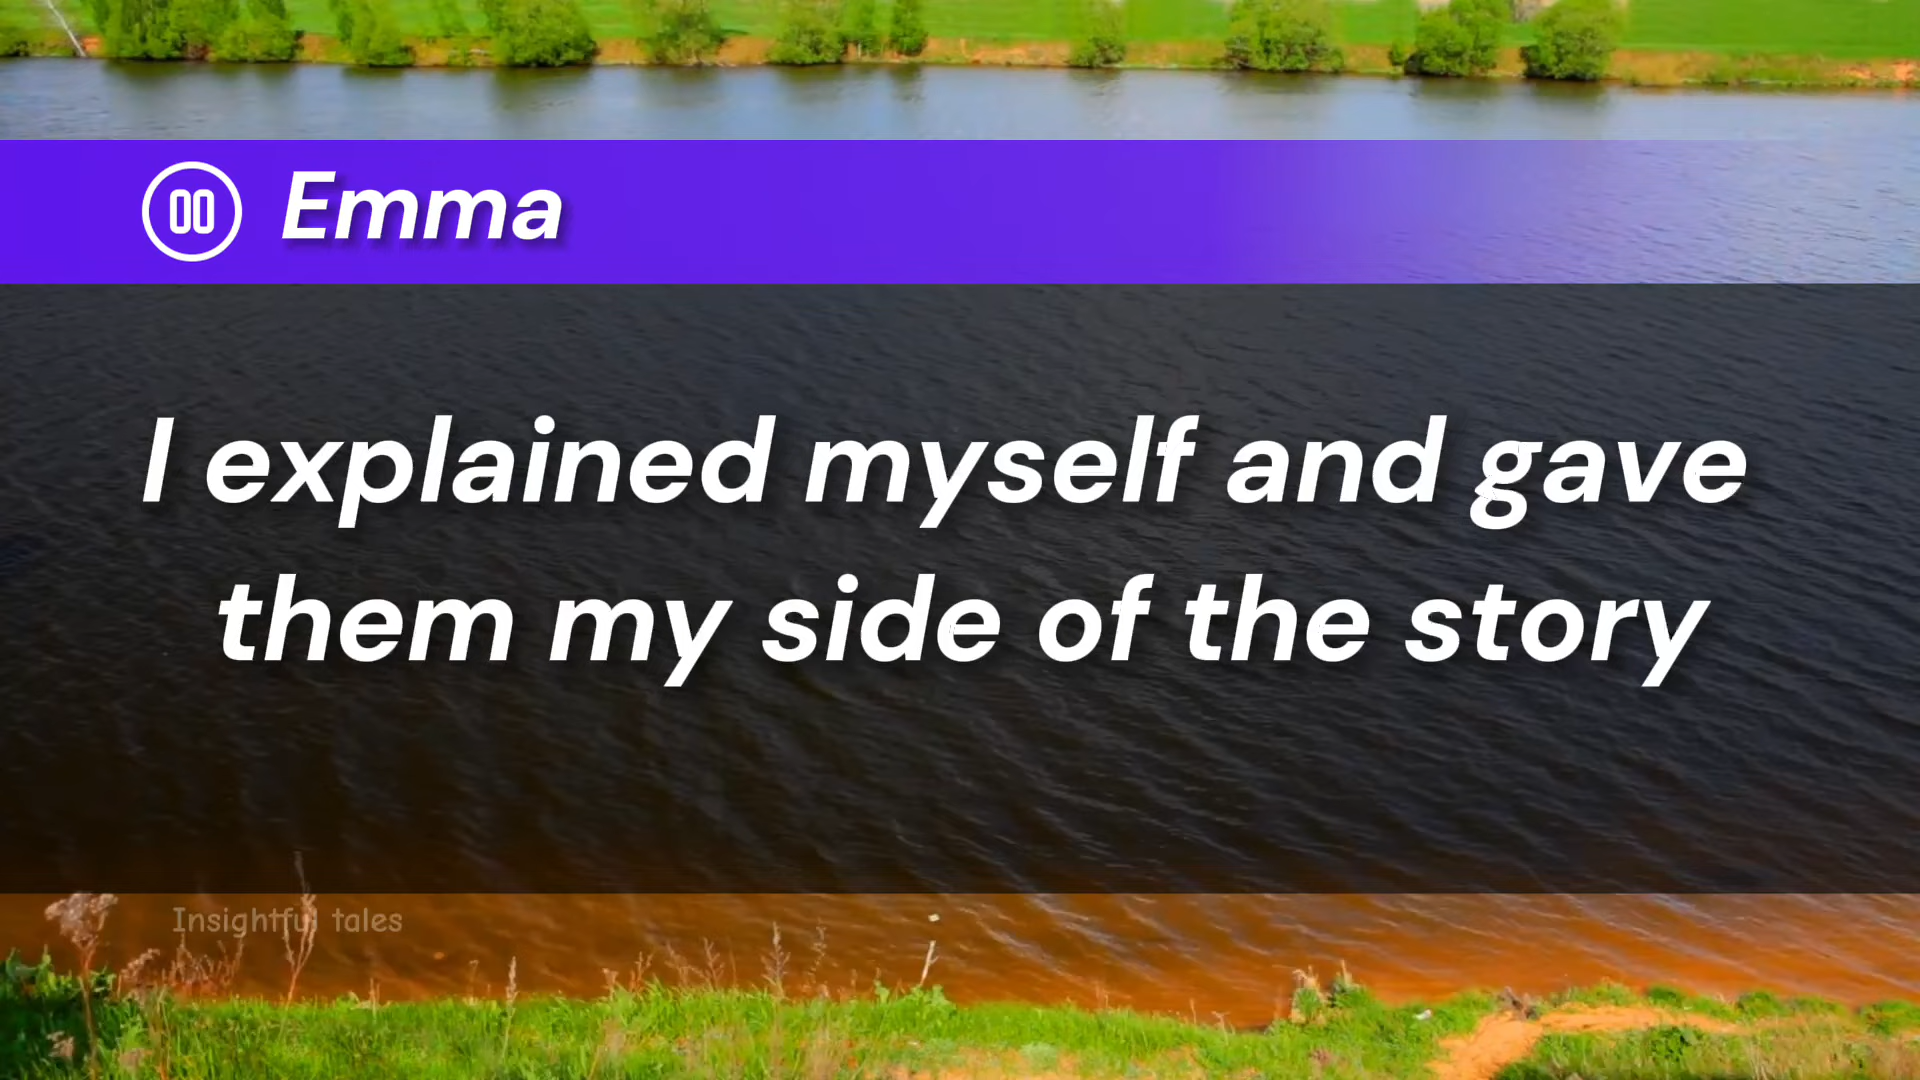 Emma
I explained myself and gave
them my side of the story
Insightful tales